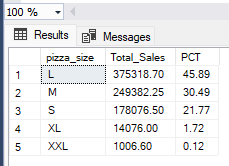 100 %
Results Messages
pizza_size Total_Sales PCT
1 L 375318.70 45.89
2 M 249382.25 30.49
3 S 178076.50 21.77
4 XL 14076.00 1.72
5 XXL 1006.60 0.12